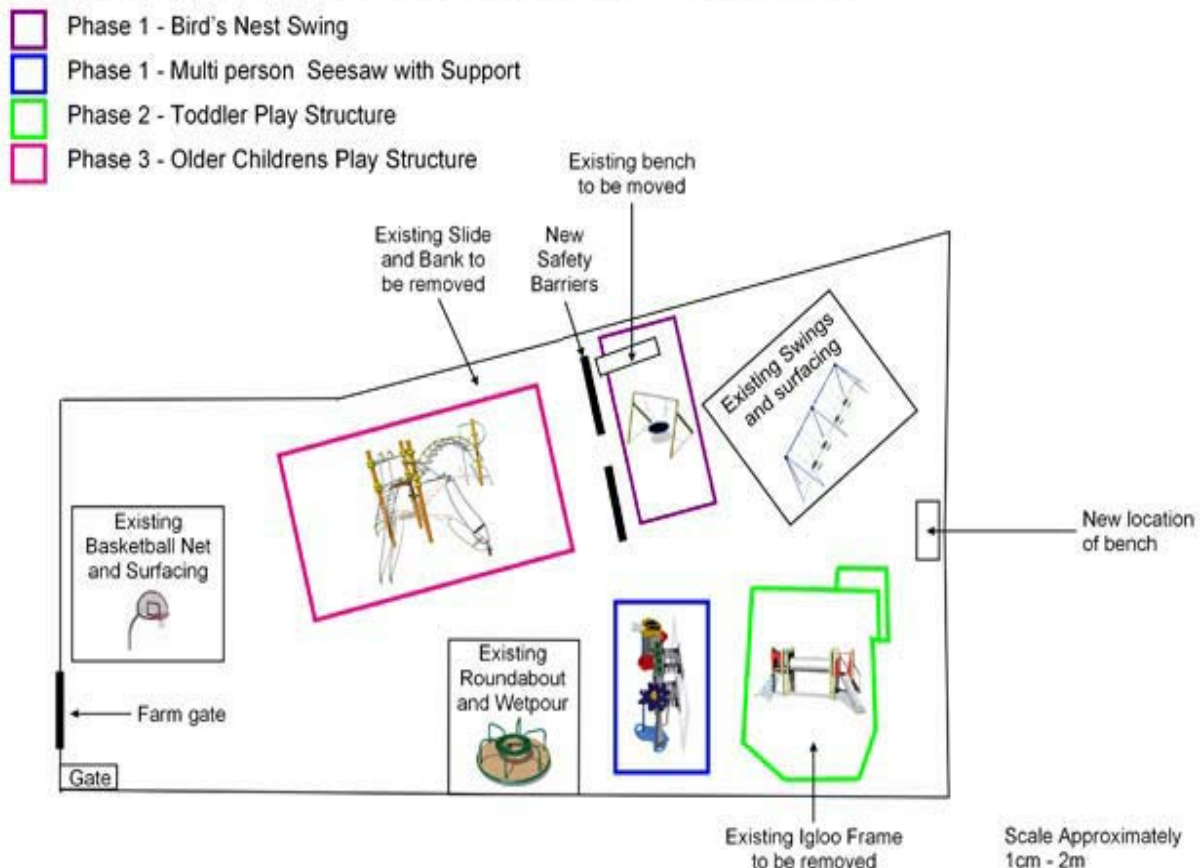 Phase 1 - Bird's Nest Swing
Phase 1 - Multi person Seesaw with Support
Phase 2 - Toddler Play Structure
Phase 3 - Older Childrens Play Structure
Existing bench
to be moved
Existing Slide
and Bank to
be removed
New
Safety
Barriers
Existing Swings
and surfacing
Existing
Basketball Net
and Surfacing
New location
of bench
Existing
Roundabout
and Wetpour
Farm gate
Gate
Existing Igloo Frame
to be removed
Scale Approximately
1cm - 2m